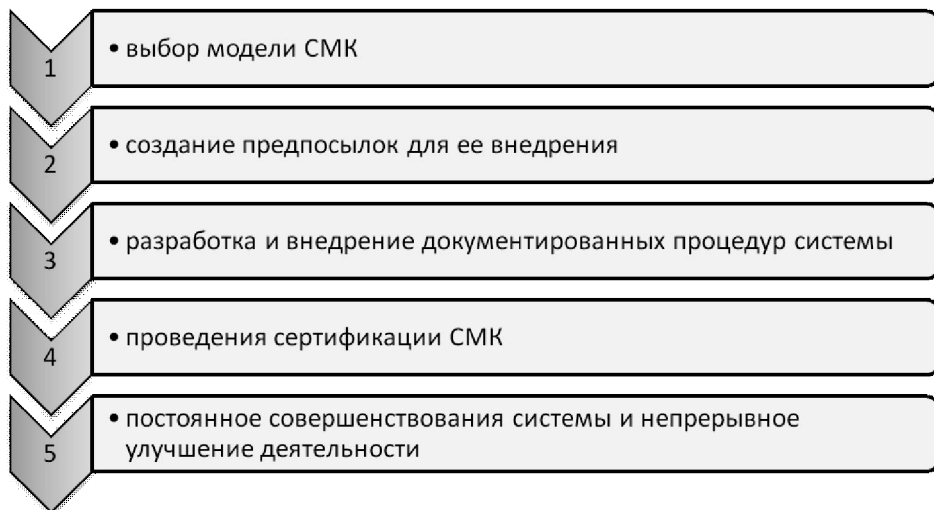 1
• выбор модели СМК
2
• создание предпосылок для ее внедрения
3
• разработка и внедрение документированных процедур системы
4
• проведения сертификации СМК
5
• постоянное совершенствования системы и непрерывное
улучшение деятельности